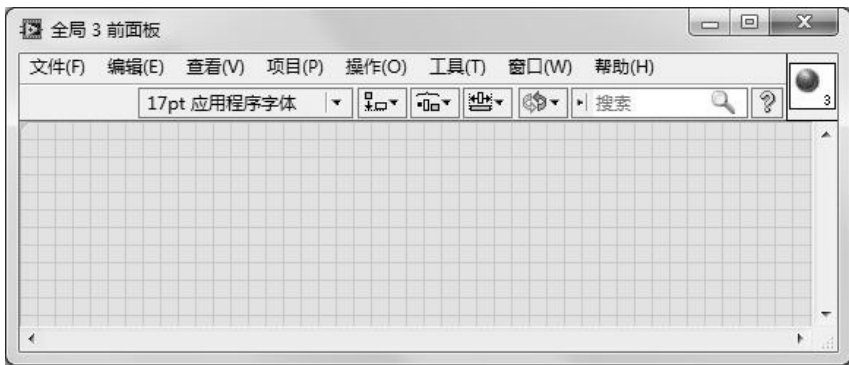 全局 3 前面板
文件(F) 编辑(E) 查看(V) 项目(P) 操作(O) 工具(T) 窗口(W) 帮助(H)
17pt 应用程序字体 搜索 ? 3